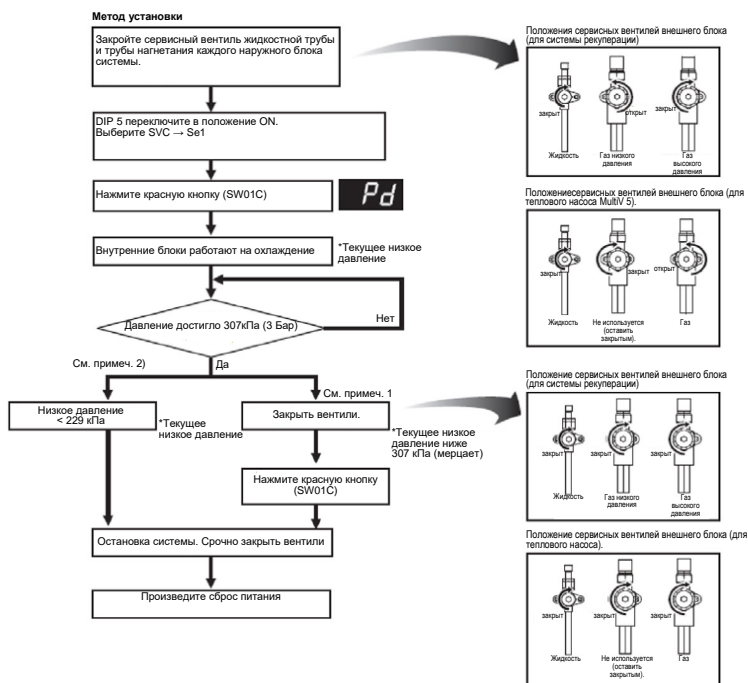 Метод установки
Закройте сервисный вентиль жидкостной трубы
и трубы нагнетания каждого наружного блока
системы.
DIP 5 переключите в положение ON.
Выберите SVC → Se1
Нажмите красную кнопку (SW01C)
Pd
Внутренние блоки работают на охлаждение
*Текущее низкое
давление
Давление достигло 307кПа (3 Бар)
Нет
См. примеч. 2)
Да
См. примеч. 1
Низкое давление
< 229 кПа
*Текущее
низкое давление
Закрыть вентили.
*Текущее низкое
давление ниже
307 кПа (мерцает)
Нажмите красную кнопку
(SW01C)
Остановка системы. Срочно закрыть вентили
Произведите сброс питания
Положения сервисных вентилей внешнего блока
(для системы рекуперации)
закрыт
открыт
закрыт
Жидкость
Газ низкого
давления
Газ
высокого
давления
Положениесервисных вентилей внешнего блока (для
теплового насоса MultiV 5).
закрыт
закрыт
открыт
Жидкость
Не используется
(оставить
закрытым).
Газ
Положение сервисных вентилей внешнего блока
(для системы рекуперации)
закрыт
закрыт
закрыт
Жидкость
Газ низкого
давления
Газ
высокого
давления
Положение сервисных вентилей внешнего блока (для
теплового насоса).
закрыт
закрыт
закрыт
Жидкость
Не используется
(оставить
закрытым).
Газ